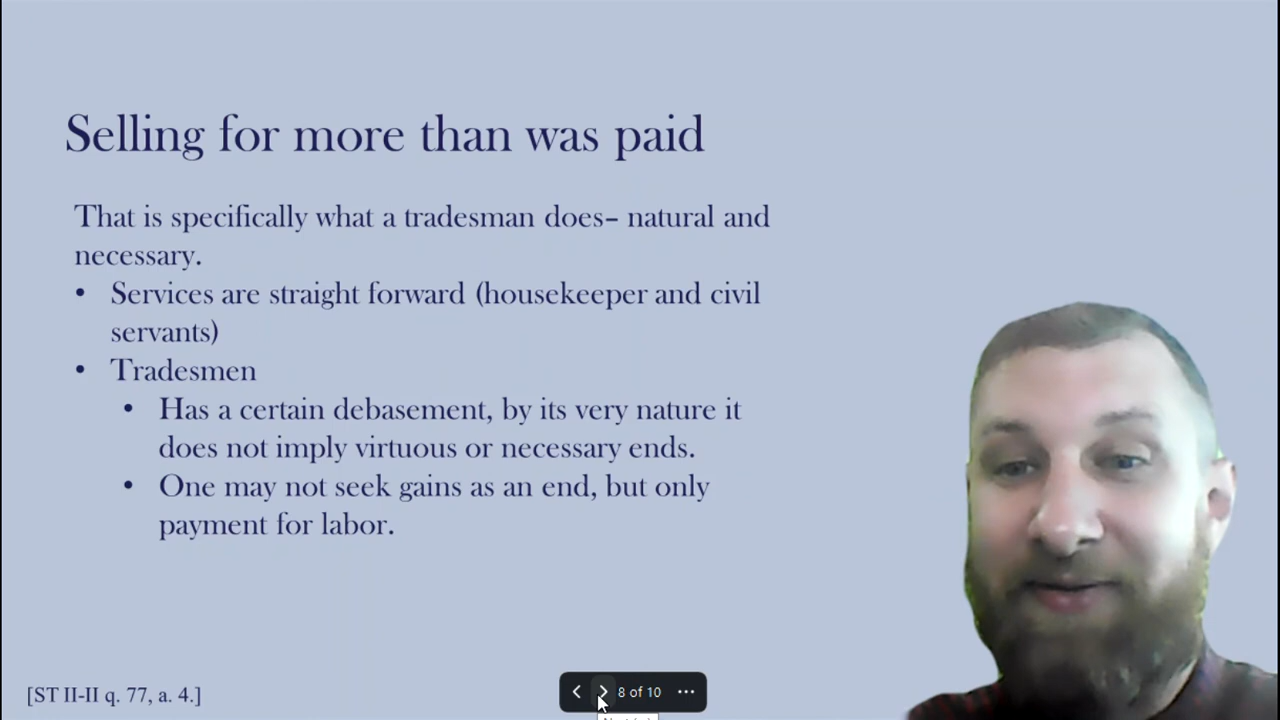 Selling for more than was paid
That is specifically what a tradesman does– natural and
necessary.
• Services are straight forward (housekeeper and civil
servants)
• Tradesmen
• Has a certain debasement, by its very nature it
does not imply virtuous or necessary ends.
• One may not seek gains as an end, but only
payment for labor.
[ST II-II q. 77, a. 4.]
8 of 10